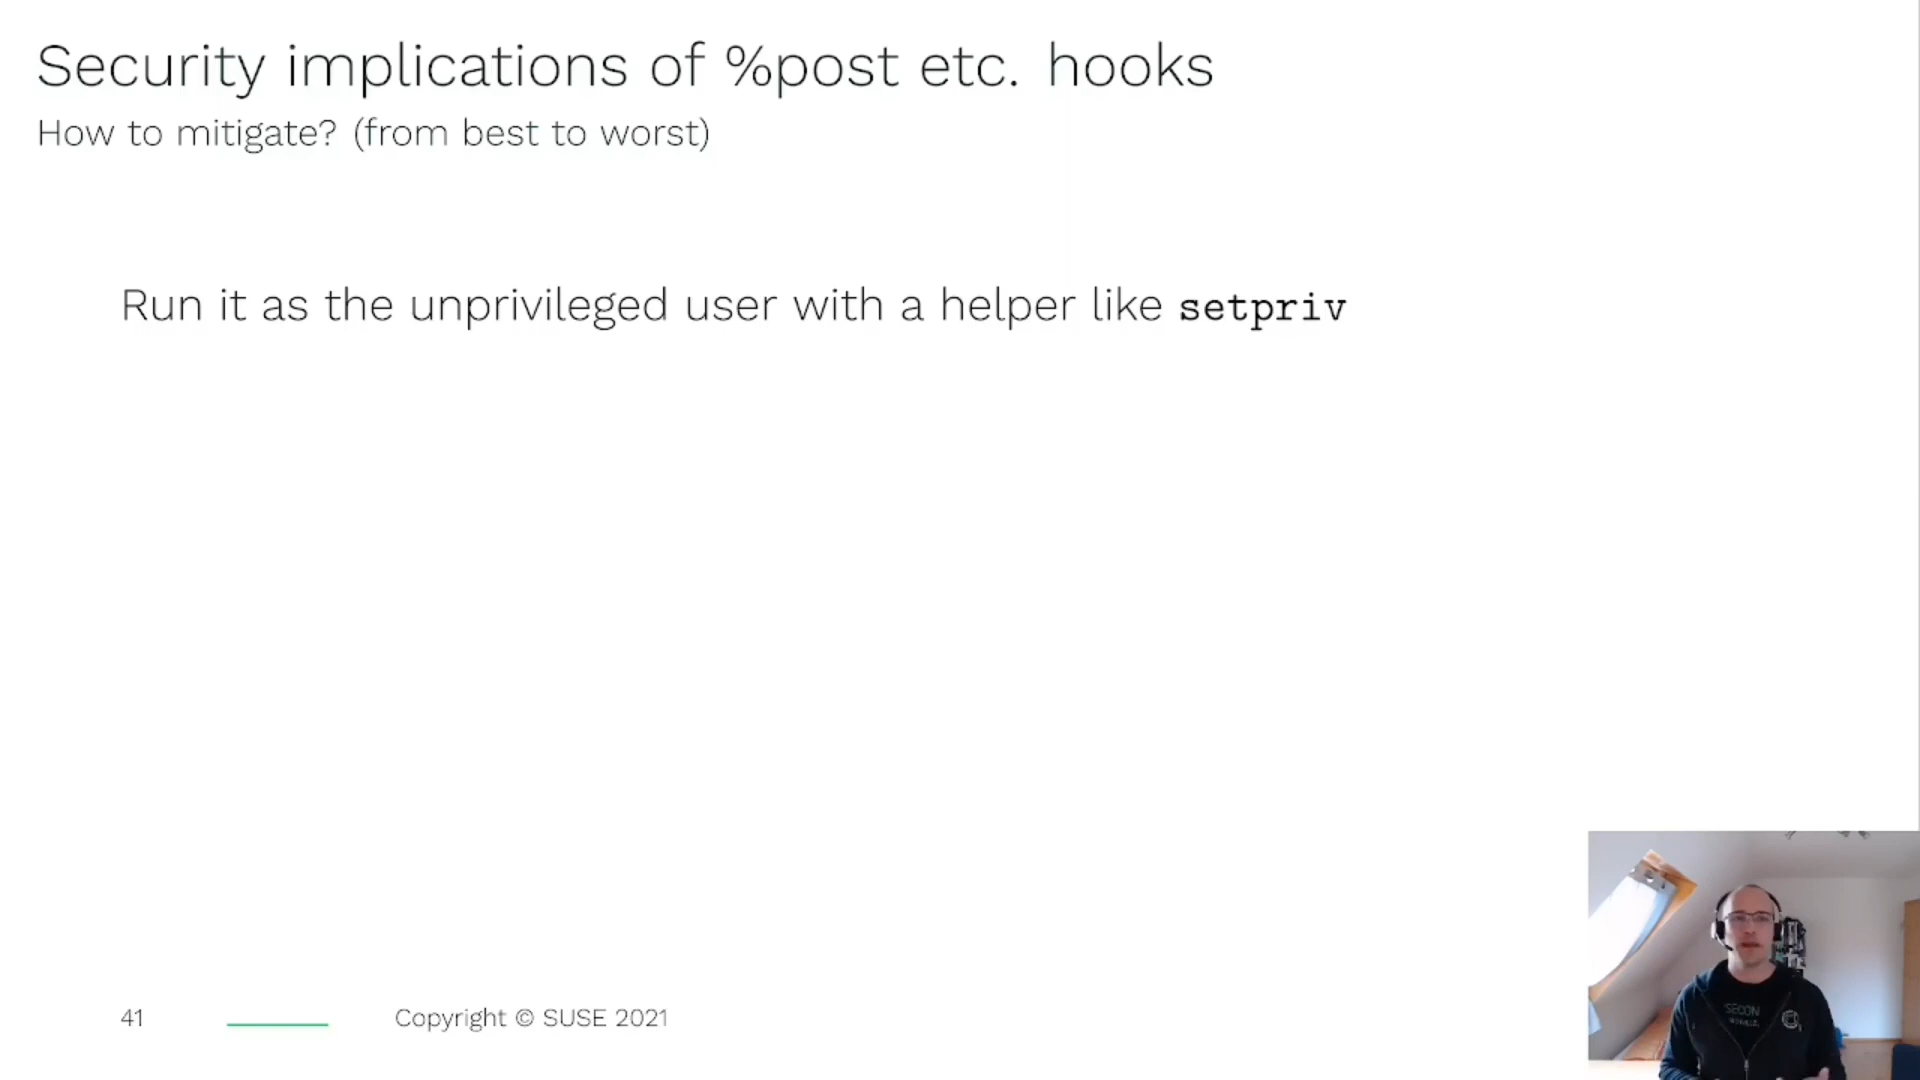 Security implications of %post etc. hooks
How to mitigate? (from best to worst)
Run it as the unprivileged user with a helper like setpriv
41
Copyright © SUSE 2021
SECON